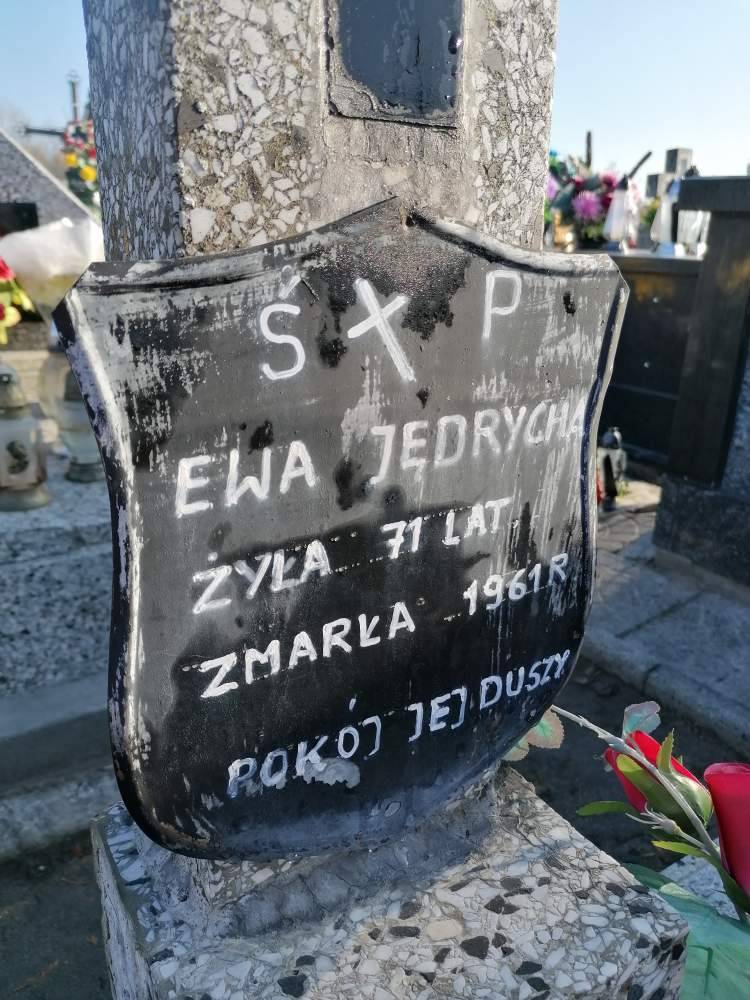 Ś P
EWA JĘDRYCHA
ŻYŁA 71 LAT.
ZMARŁA 1961 R
POKÓJ JEJ DUSZY